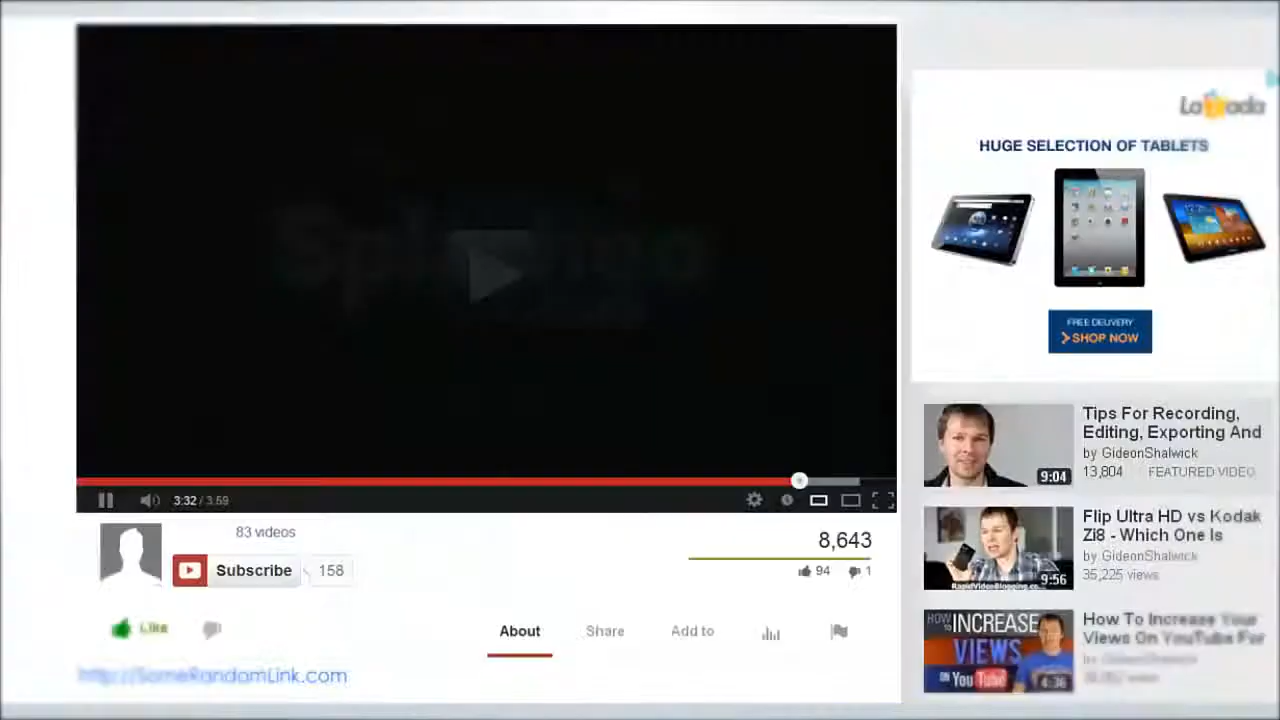 HUGE SELECTION OF TABLETS
FREE DELIVERY
SHOP NOW
3:32 / 3:59
83 videos
Subscribe
158
8,643
94
1
Like
About
Share
Add to
http://SomeRandomLink.com
Tips For Recording,
Editing, Exporting And
by GideonShalwick
13,804
FEATURED VIDEO
9:04
Flip Ultra HD vs Kodak
Zi8 - Which One Is
by GideonShalwick
35,225 views
9:56
HOW TO INCREASE
VIEWS
ON YouTube
4:36
How To Increase Your
Views On YouTube For
by GideonShalwick